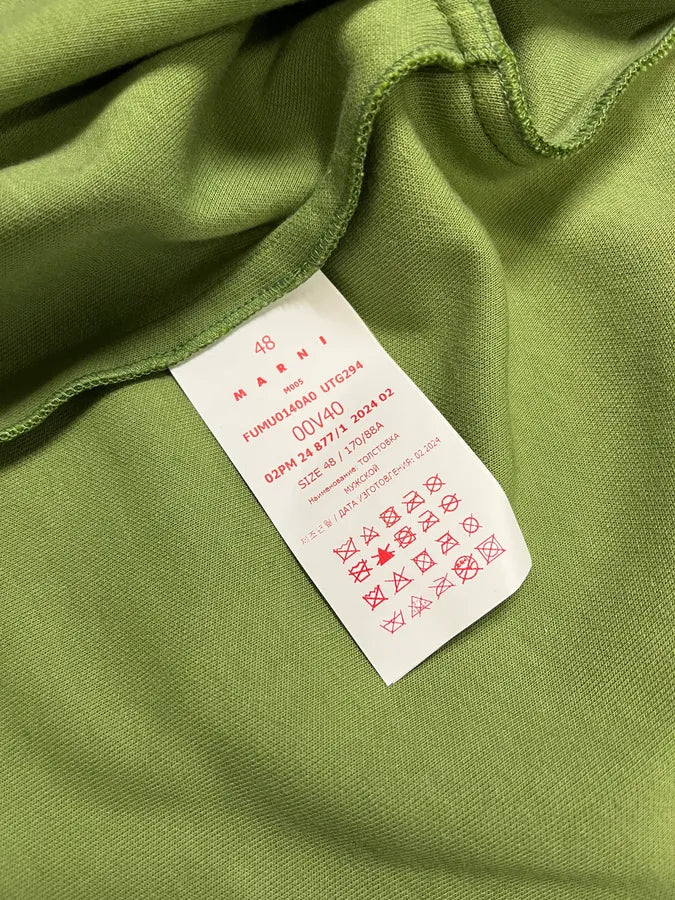 48
MARNI
M005
FUMU0140A0 UTG294
00V40
02PM 24 877/1 2024 02
SIZE 48 / 170/88A
Наименование: ТОЛСТОВКА
МУЖСКОЙ
제조년월 / ДАТА ИЗГОТОВЛЕНИЯ: 02.2024